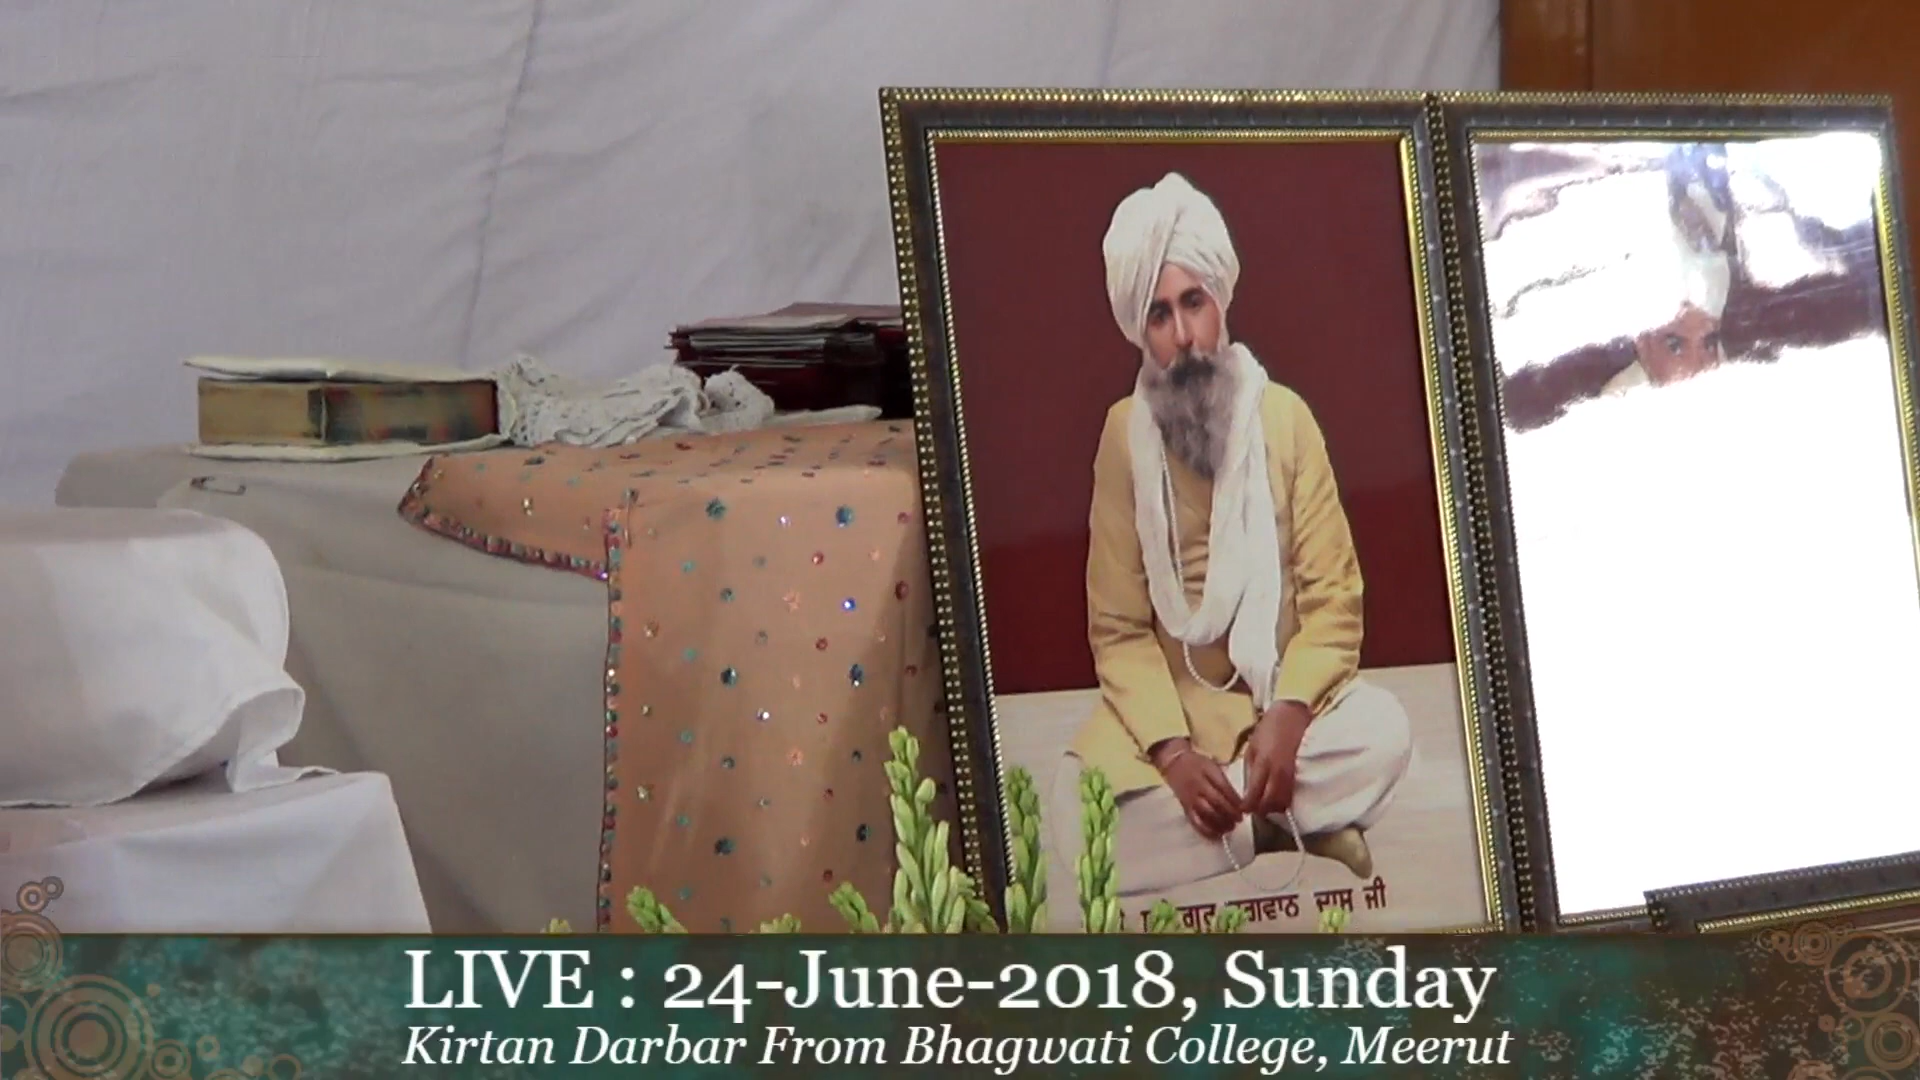 ਦਾਸ ਜੀ
LIVE : 24-June-2018, Sunday
Kirtan Darbar From Bhagwati College, Meerut